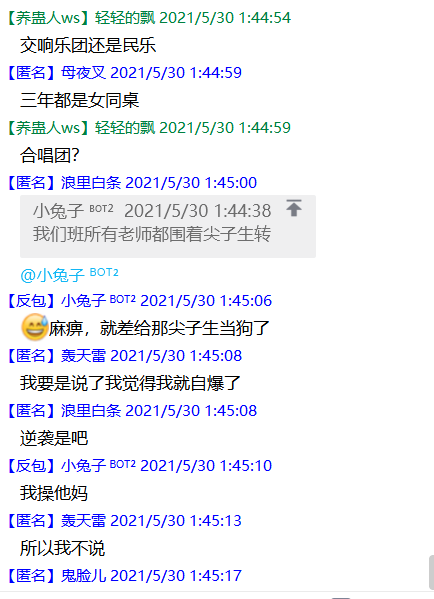 【养蛊人ws】轻轻的飘 2021/5/30 1:44:54
交响乐团还是民乐
【匿名】母夜叉 2021/5/30 1:44:59
三年都是女同桌
【养蛊人ws】轻轻的飘 2021/5/30 1:44:59
合唱团?
【匿名】浪里白条 2021/5/30 1:45:00
小兔子 ᴮᴼᵀ² 2021/5/30 1:44:38
我们班所有老师都围着尖子生转
@小兔子 ᴮᴼᵀ²
【反包】小兔子 ᴮᴼᵀ² 2021/5/30 1:45:06
😅麻痹，就差给那尖子生当狗了
【匿名】轰天雷 2021/5/30 1:45:08
我要是说了我觉得我就自爆了
【匿名】浪里白条 2021/5/30 1:45:08
逆袭是吧
【反包】小兔子 ᴮᴼᵀ² 2021/5/30 1:45:10
我操他妈
【匿名】轰天雷 2021/5/30 1:45:13
所以我不说
【匿名】鬼脸儿 2021/5/30 1:45:17